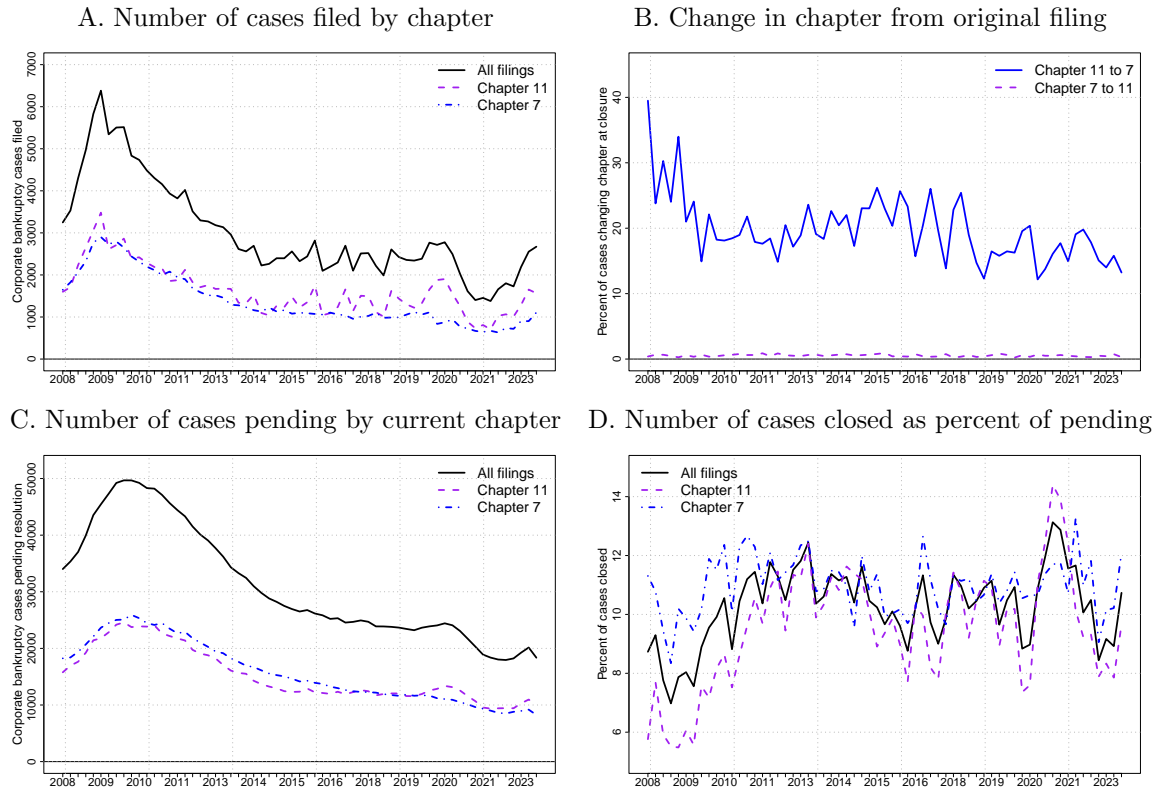 A. Number of cases filed by chapter
Corporate bankruptcy cases filed
0 1000 2000 3000 4000 5000 6000 7000
All filings
Chapter 11
Chapter 7
2008 2009 2010 2011 2013 2014 2015 2016 2018 2019 2020 2021 2023
B. Change in chapter from original filing
Percent of cases changing chapter at closure
0 10 20 30 40
Chapter 11 to 7
Chapter 7 to 11
2008 2009 2010 2011 2013 2014 2015 2016 2018 2019 2020 2021 2023
C. Number of cases pending by current chapter
Corporate bankruptcy cases pending resolution
0 10000 20000 30000 40000 50000
All filings
Chapter 11
Chapter 7
2008 2009 2010 2011 2013 2014 2015 2016 2018 2019 2020 2021 2023
D. Number of cases closed as percent of pending
Percent of cases closed
6 8 10 12 14
All filings
Chapter 11
Chapter 7
2008 2009 2010 2011 2013 2014 2015 2016 2018 2019 2020 2021 2023